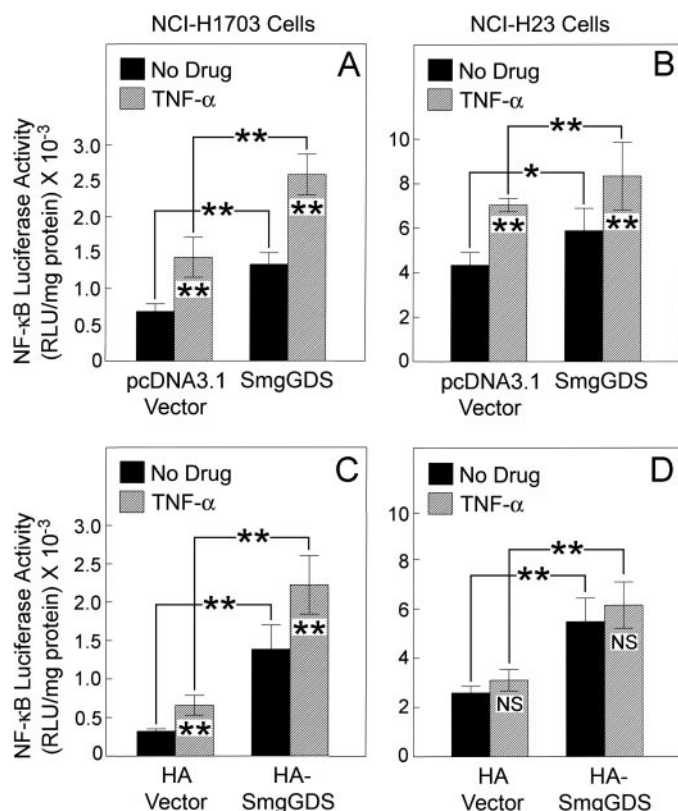 NCI-H1703 Cells
NCI-H23 Cells
A
No Drug
TNF-α
NF-κB Luciferase Activity
(RLU/mg protein) X 10-3
3.0
2.5
2.0
1.5
1.0
0.5
0
**
**
**
**
pcDNA3.1
Vector
SmgGDS
B
No Drug
TNF-α
10
8
6
4
2
0
**
*
**
**
pcDNA3.1
Vector
SmgGDS
C
No Drug
TNF-α
NF-κB Luciferase Activity
(RLU/mg protein) X 10-3
3.0
2.5
2.0
1.5
1.0
0.5
0
**
**
**
**
HA
Vector
HA-
SmgGDS
D
No Drug
TNF-α
10
8
6
4
2
0
**
**
NS
NS
HA
Vector
HA-
SmgGDS